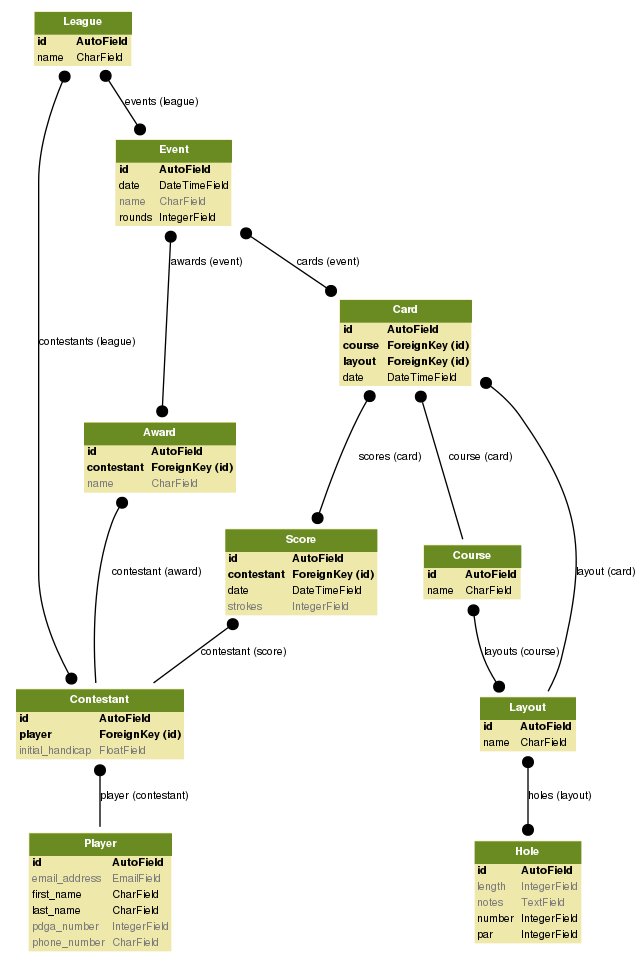 League
id AutoField
name CharField
events (league)
Event
id AutoField
date DateTimeField
name CharField
rounds IntegerField
awards (event)
cards (event)
Card
id AutoField
course ForeignKey (id)
layout ForeignKey (id)
date DateTimeField
contestants (league)
Award
id AutoField
contestant ForeignKey (id)
name CharField
scores (card)
course (card)
Score
id AutoField
contestant ForeignKey (id)
date DateTimeField
strokes IntegerField
Course
id AutoField
name CharField
contestant (award)
layout (card)
contestant (score)
layouts (course)
Contestant
id AutoField
player ForeignKey (id)
initial_handicap FloatField
Layout
id AutoField
name CharField
player (contestant)
holes (layout)
Player
id AutoField
email_address EmailField
first_name CharField
last_name CharField
pdga_number IntegerField
phone_number CharField
Hole
id AutoField
length IntegerField
notes TextField
number IntegerField
par IntegerField